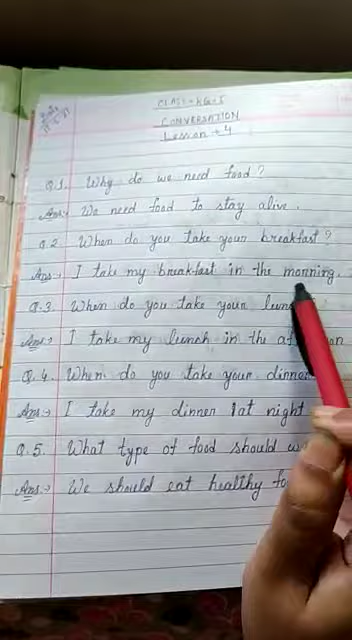 CLASS - KG-5
CONVERSATION
Lesson - 4
Q.1. Why do we need food?
Ans:- We need food to stay alive.
Q.2 When do you take your breakfast?
Ans:- I take my breakfast in the morning.
Q.3. When do you take your
Ans:- I take my lunch in the
Q.4. When do you take your dinner
Ans:- I take my dinner at night
Q.5. What type of food should
Ans:- We should eat healthy